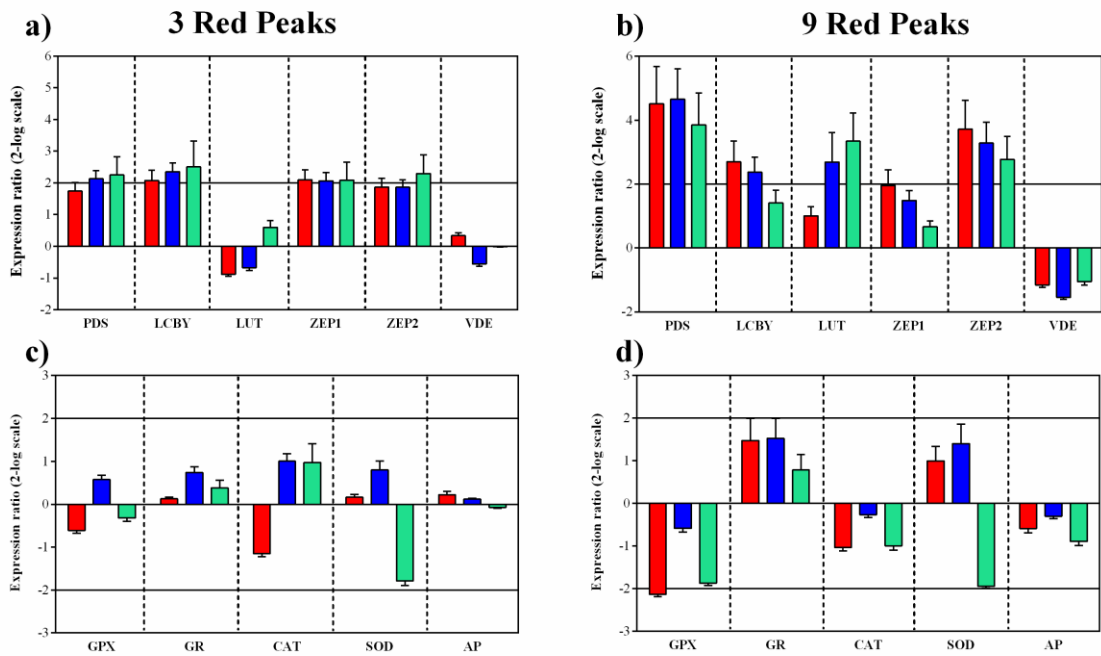 3 Red Peaks
9 Red Peaks
a)
Expression ratio (2-log scale)
6
4
2
0
-1
-2
PDS LCBY LUT ZEP1 ZEP2 VDE
b)
Expression ratio (2-log scale)
6
4
2
0
-2
PDS LCBY LUT ZEP1 ZEP2 VDE
c)
Expression ratio (2-log scale)
3
2
1
0
-1
-2
-3
GPX GR CAT SOD AP
d)
Expression ratio (2-log scale)
3
2
1
0
-1
-2
-3
GPX GR CAT SOD AP